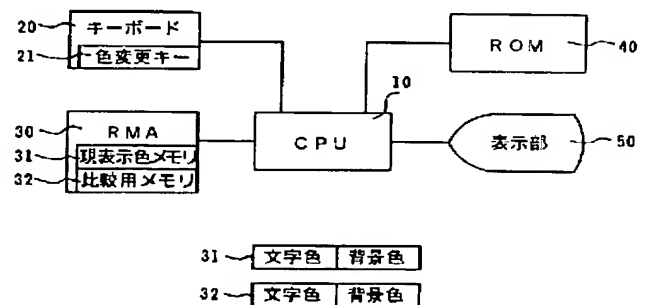 20 キーボード
21 色変更キー
ROM 40
10
CPU
30 RMA
31 現表示色メモリ
32 比較用メモリ
表示部 50
31 文字色 背景色
32 文字色 背景色